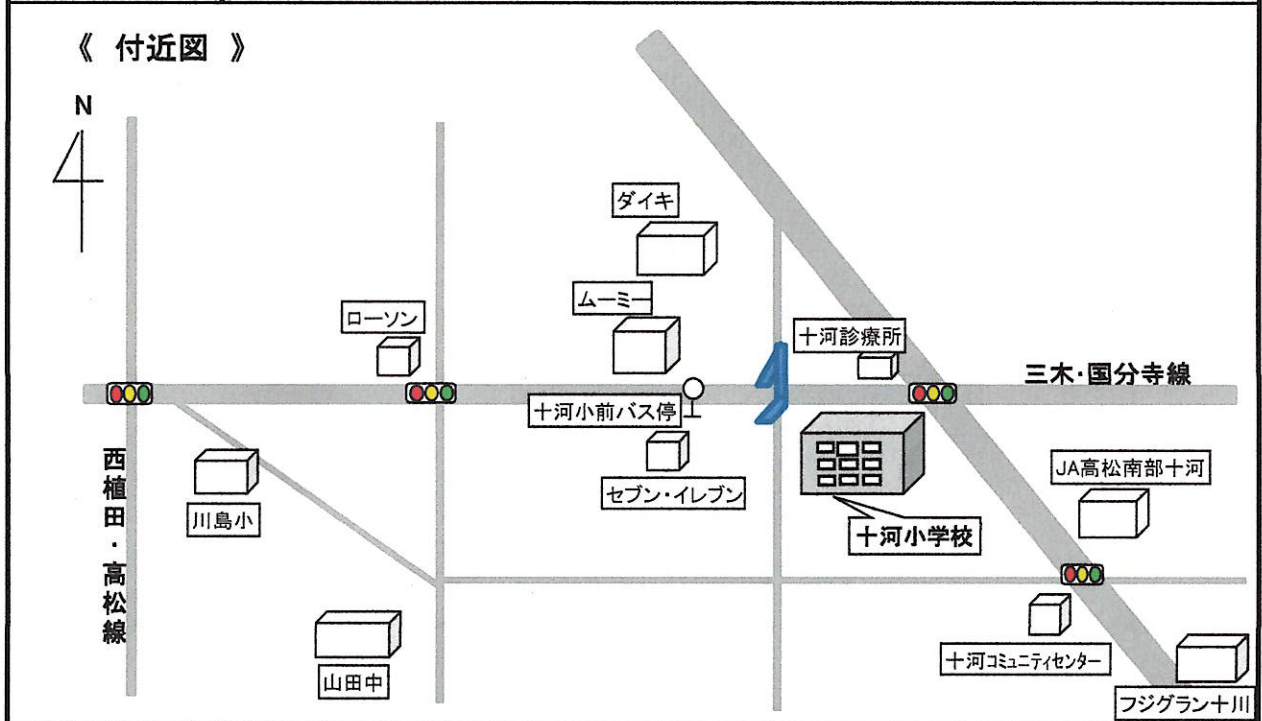 《 付近図 》
N
ダイキ
ムーミー
ローソン
十河診療所
三木・国分寺線
十河小前バス停
セブン・イレブン
JA高松南部十河
西植田・高松線
川島小
十河小学校
山田中
十河コミュニティセンター
フジグラン十川